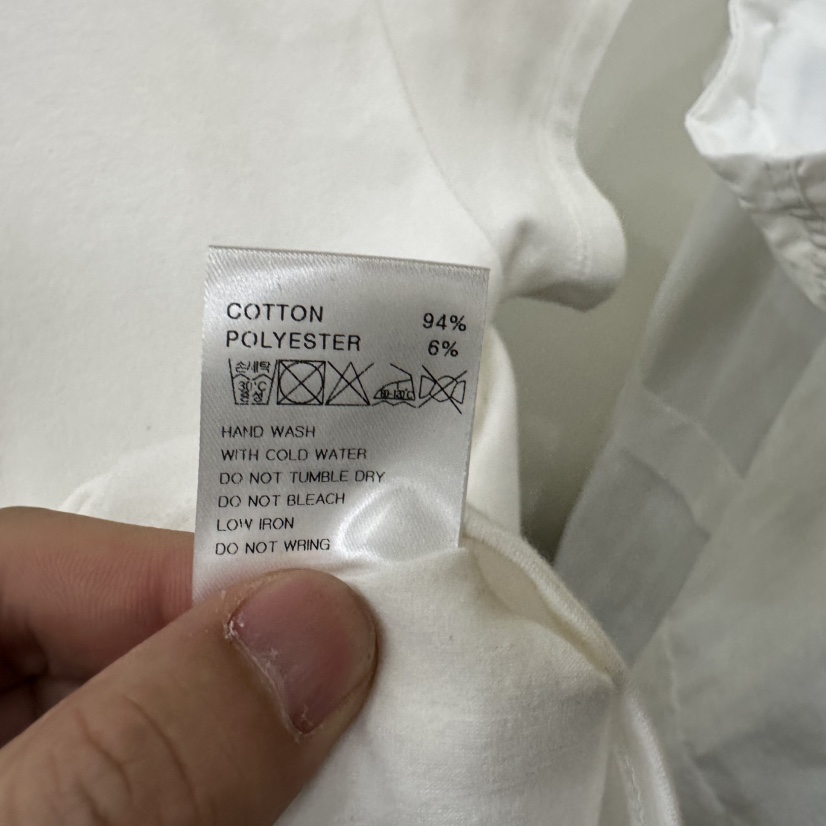 COTTON 94%
POLYESTER 6%
HAND WASH
WITH COLD WATER
DO NOT TUMBLE DRY
DO NOT BLEACH
LOW IRON
DO NOT WRING